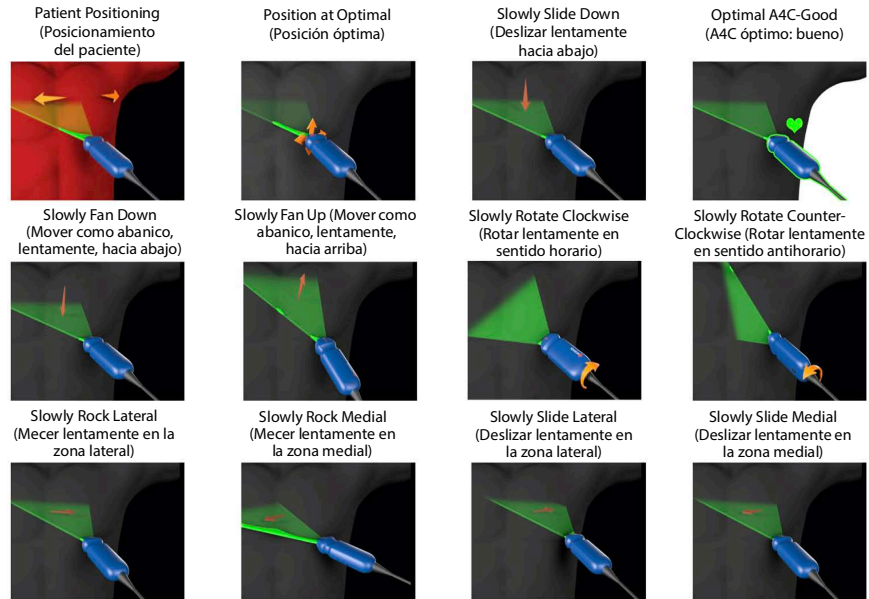 Patient Positioning
(Posicionamiento
del paciente)
Position at Optimal
(Posición óptima)
Slowly Slide Down
(Deslizar lentamente
hacia abajo)
Optimal A4C-Good
(A4C óptimo: bueno)
Slowly Fan Down
(Mover como abanico,
lentamente, hacia abajo)
Slowly Fan Up (Mover como
abanico, lentamente,
hacia arriba)
Slowly Rotate Clockwise
(Rotar lentamente en
sentido horario)
Slowly Rotate Counter-
Clockwise (Rotar lentamente
en sentido antihorario)
Slowly Rock Lateral
(Mecer lentamente en la
zona lateral)
Slowly Rock Medial
(Mecer lentamente en
la zona medial)
Slowly Slide Lateral
(Deslizar lentamente en
la zona lateral)
Slowly Slide Medial
(Deslizar lentamente en
la zona medial)